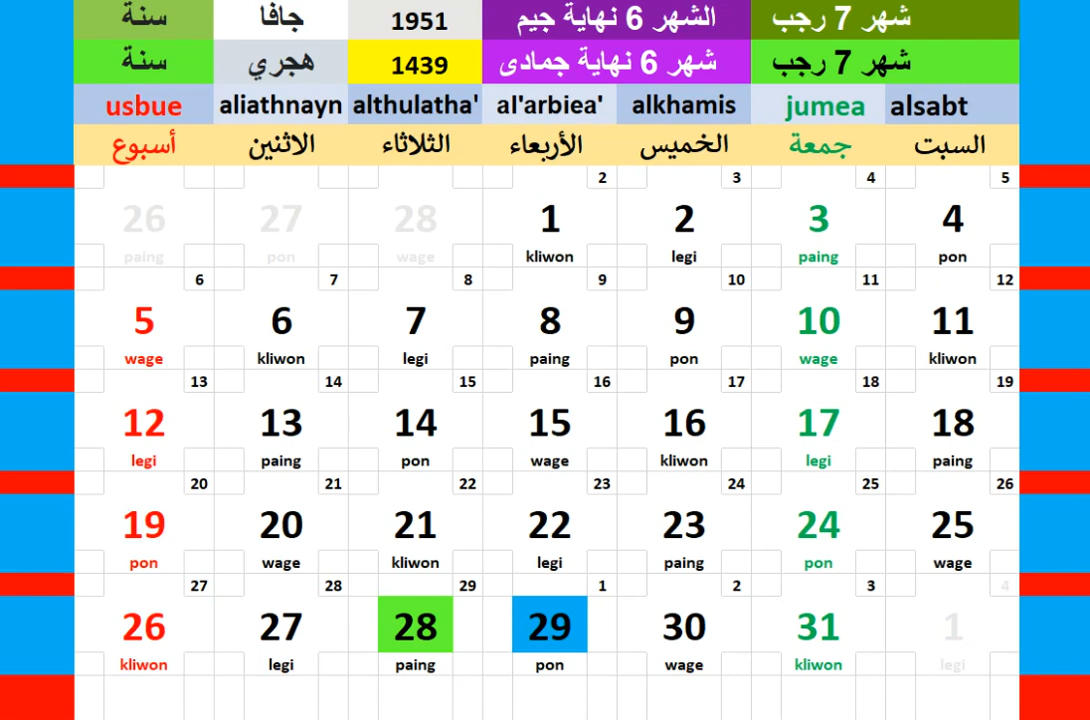 سنة جافا 1951 الشهر 6 نهاية جيم شهر 7 رجب
سنة هجري 1439 شهر 6 نهاية جمادى شهر 7 رجب
usbue aliathnayn althulatha' al'arbiea' alkhamis jumea alsabt
أسبوع الاثنين الثلاثاء الأربعاء الخميس جمعة السبت
2 3 4 5
26 27 28 1 2 3 4
paing pon wage kliwon legi paing pon
6 7 8 9 10 11 12
5 6 7 8 9 10 11
wage kliwon legi paing pon wage kliwon
13 14 15 16 17 18 19
12 13 14 15 16 17 18
legi paing pon wage kliwon legi paing
20 21 22 23 24 25 26
19 20 21 22 23 24 25
pon wage kliwon legi paing pon wage
27 28 29 1 2 3 4
26 27 28 29 30 31 1
kliwon legi paing pon wage kliwon legi